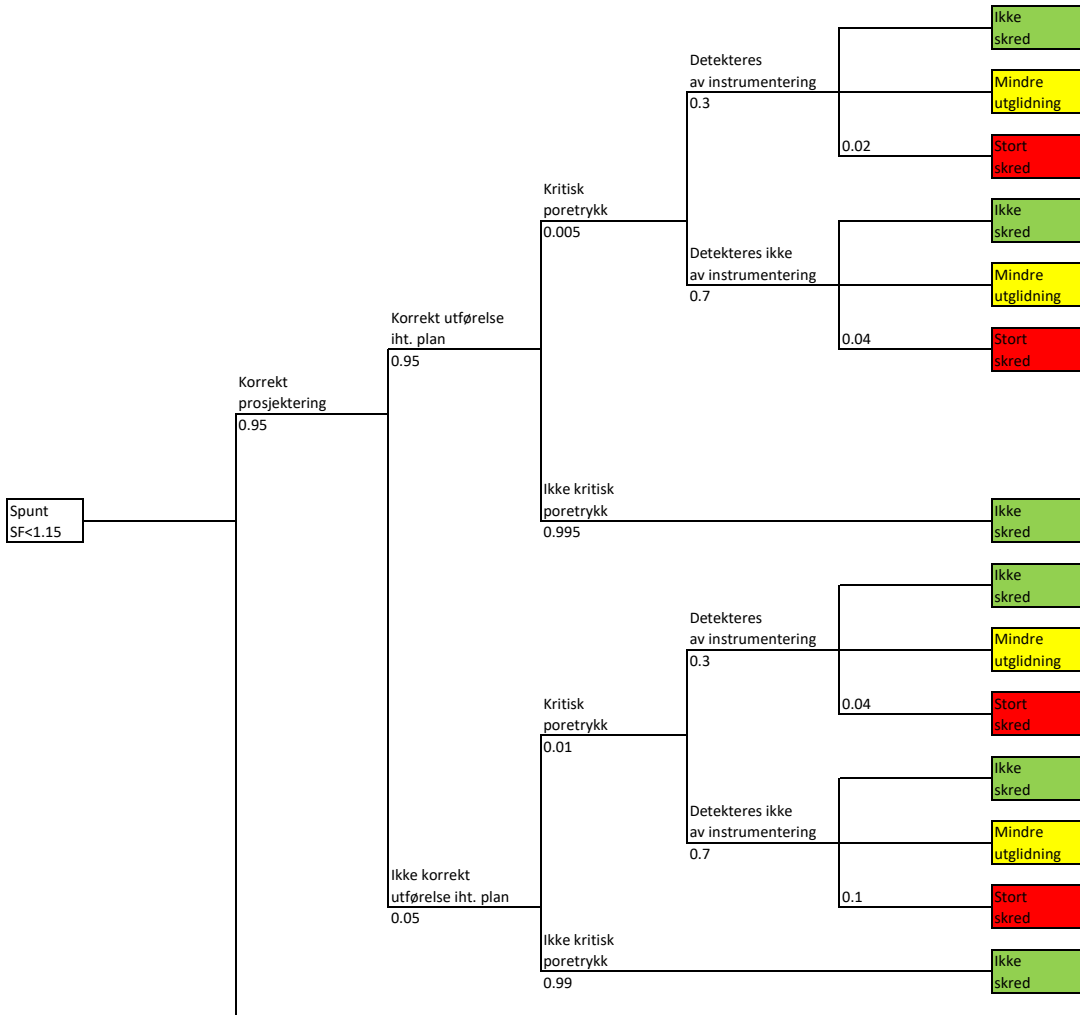 Ikke
skred
Detekteres
av instrumentering
0.3
Mindre
utglidning
0.02
Stort
skred
Kritisk
poretrykk
0.005
Ikke
skred
Detekteres ikke
av instrumentering
0.7
Mindre
utglidning
Korrekt utførelse
iht. plan
0.95
0.04
Stort
skred
Korrekt
prosjektering
0.95
Spunt
SF<1.15
Ikke kritisk
poretrykk
0.995
Ikke
skred
Ikke
skred
Detekteres
av instrumentering
0.3
Mindre
utglidning
0.04
Stort
skred
Kritisk
poretrykk
0.01
Ikke
skred
Detekteres ikke
av instrumentering
0.7
Mindre
utglidning
Ikke korrekt
utførelse iht. plan
0.05
0.1
Stort
skred
Ikke kritisk
poretrykk
0.99
Ikke
skred